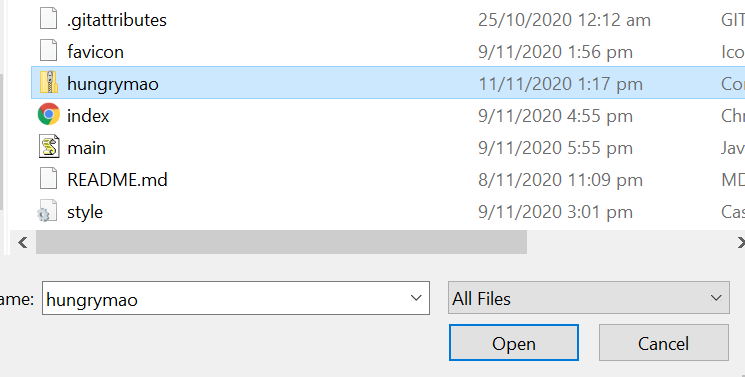 .gitattributes 25/10/2020 12:12 am GIT
favicon 9/11/2020 1:56 pm Ico
hungrymao 11/11/2020 1:17 pm Cor
index 9/11/2020 4:55 pm Chr
main 9/11/2020 5:55 pm Jav
README.md 8/11/2020 11:09 pm MD
style 9/11/2020 3:01 pm Cas
ame: hungrymao All Files
Open Cancel